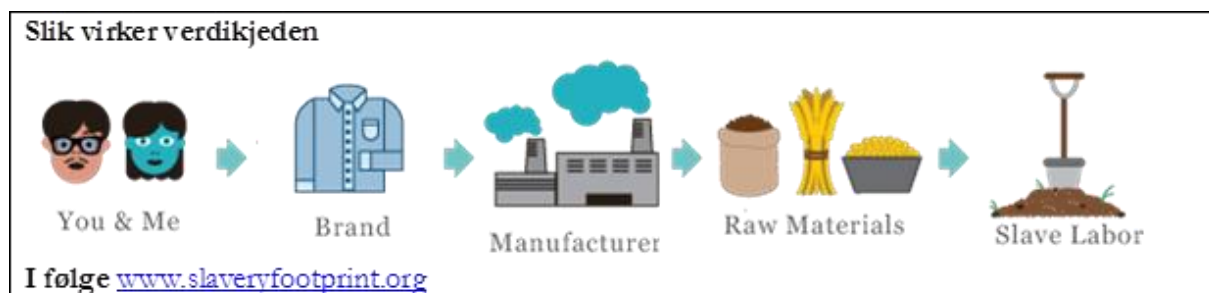 Slik virker verdikjeden
You & Me
Brand
Manufacturer
Raw Materials
Slave Labor
I følge www.slaveryfootprint.org